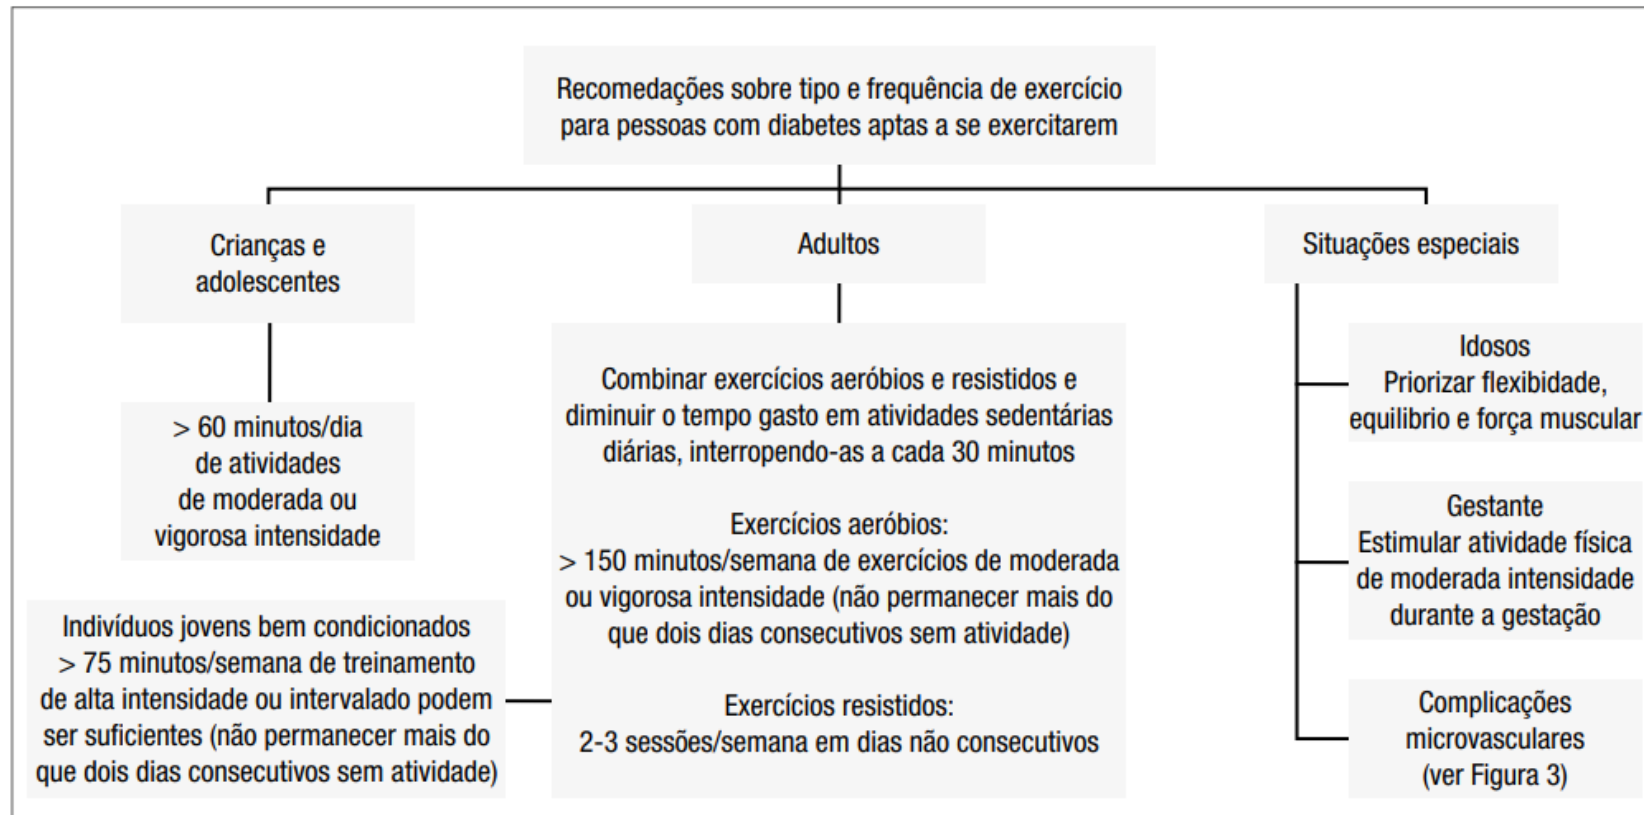 Recomedações sobre tipo e frequência de exercício
para pessoas com diabetes aptas a se exercitarem
Crianças e
adolescentes
> 60 minutos/dia
de atividades
de moderada ou
vigorosa intensidade
Adultos
Combinar exercícios aeróbios e resistidos e
diminuir o tempo gasto em atividades sedentárias
diárias, interropendo-as a cada 30 minutos
Exercícios aeróbios:
> 150 minutos/semana de exercícios de moderada
ou vigorosa intensidade (não permanecer mais do
que dois dias consecutivos sem atividade)
Exercícios resistidos:
2-3 sessões/semana em dias não consecutivos
Indivíduos jovens bem condicionados
> 75 minutos/semana de treinamento
de alta intensidade ou intervalado podem
ser suficientes (não permanecer mais do
que dois dias consecutivos sem atividade)
Situações especiais
Idosos
Priorizar flexibidade,
equilibrio e força muscular
Gestante
Estimular atividade física
de moderada intensidade
durante a gestação
Complicações
microvasculares
(ver Figura 3)